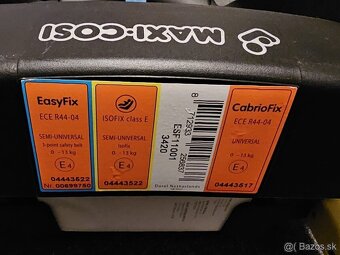 MAXI-COSI
EasyFix
ECE R44-04
SEMI-UNIVERSAL
3-point safety belt
0 -13 kg
E4
04443522
Nr. 00699780
ISOFIX class E
SEMI-UNIVERSAL
Isofix
0 -13 kg
E4
04443522
ESF11001
3420
Dorel Netherlands
CabrioFix
ECE R44-04
UNIVERSAL
0 -13 kg
E4
04443517
© Bazos.sk